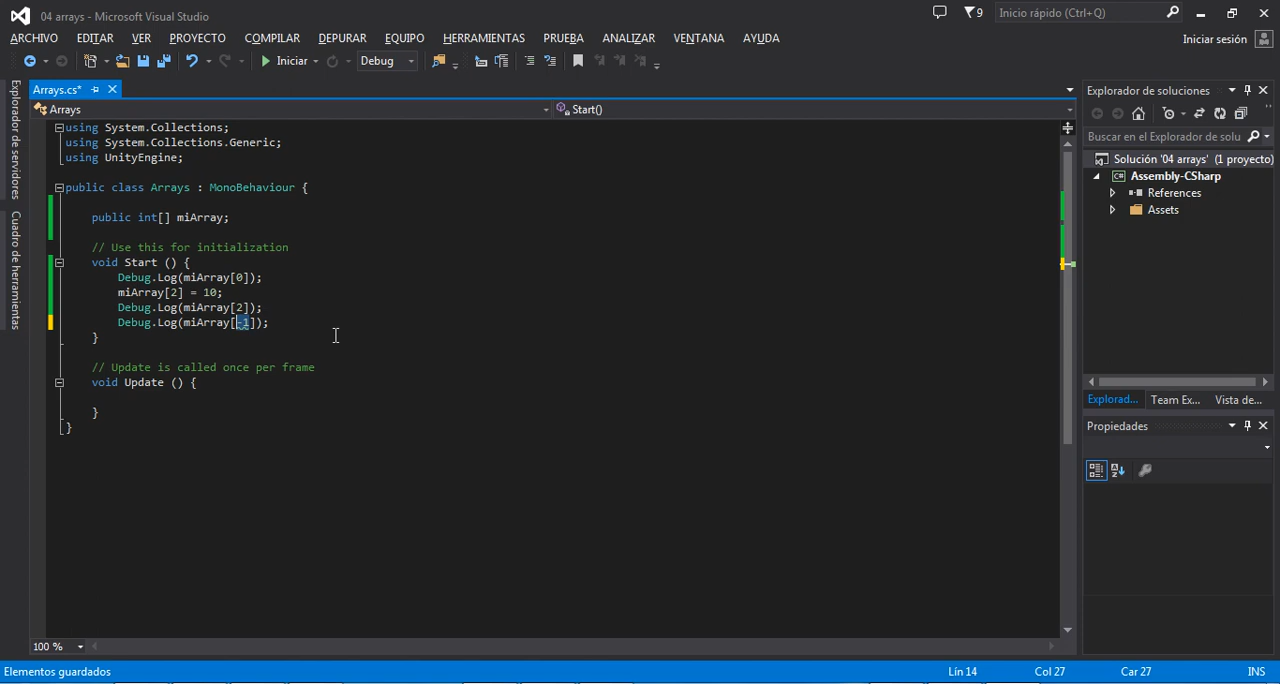 04 arrays - Microsoft Visual Studio
9
Inicio rápido (Ctrl+Q)
ARCHIVO EDITAR VER PROYECTO COMPILAR DEPURAR EQUIPO HERRAMIENTAS PRUEBA ANALIZAR VENTANA AYUDA
Iniciar sesión
Iniciar Debug
Explorador de servidores
Cuadro de herramientas
Arrays.cs*
Arrays
Start()
using System.Collections;
using System.Collections.Generic;
using UnityEngine;
public class Arrays : MonoBehaviour {
public int[] miArray;
// Use this for initialization
void Start () {
Debug.Log(miArray[0]);
miArray[2] = 10;
Debug.Log(miArray[2]);
Debug.Log(miArray[-1]);
}
// Update is called once per frame
void Update () {
}
}
100 %
Explorador de soluciones
Buscar en el Explorador de solu
Solución '04 arrays' (1 proyecto)
C# Assembly-CSharp
References
Assets
Explorad... Team Ex... Vista de...
Propiedades
Elementos guardados
Lín 14 Col 27 Car 27 INS